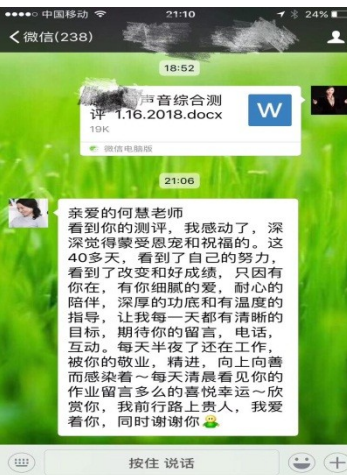 中国移动
21:10
24%
微信(238)
18:52
声音综合测
评 1.16.2018.docx
W
19K
微信电脑版
21:06
亲爱的何慧老师
看到你的测评，我感动了，深
深觉得蒙受恩宠和祝福的。这
40多天，看到了自己的努力，
看到了改变和好成绩，只因有
你在，有你细腻的爱，耐心的
陪伴，深厚的功底和有温度的
指导，让我每一天都有清晰的
目标，期待你的留言，电话，
互动。每天半夜了还在工作，
被你的敬业，精进，向上向善
而感染着～每天清晨看见你的
作业留言多么的喜悦幸运～欣
赏你，我前行路上贵人，我爱
着你，同时谢谢你
按住 说话